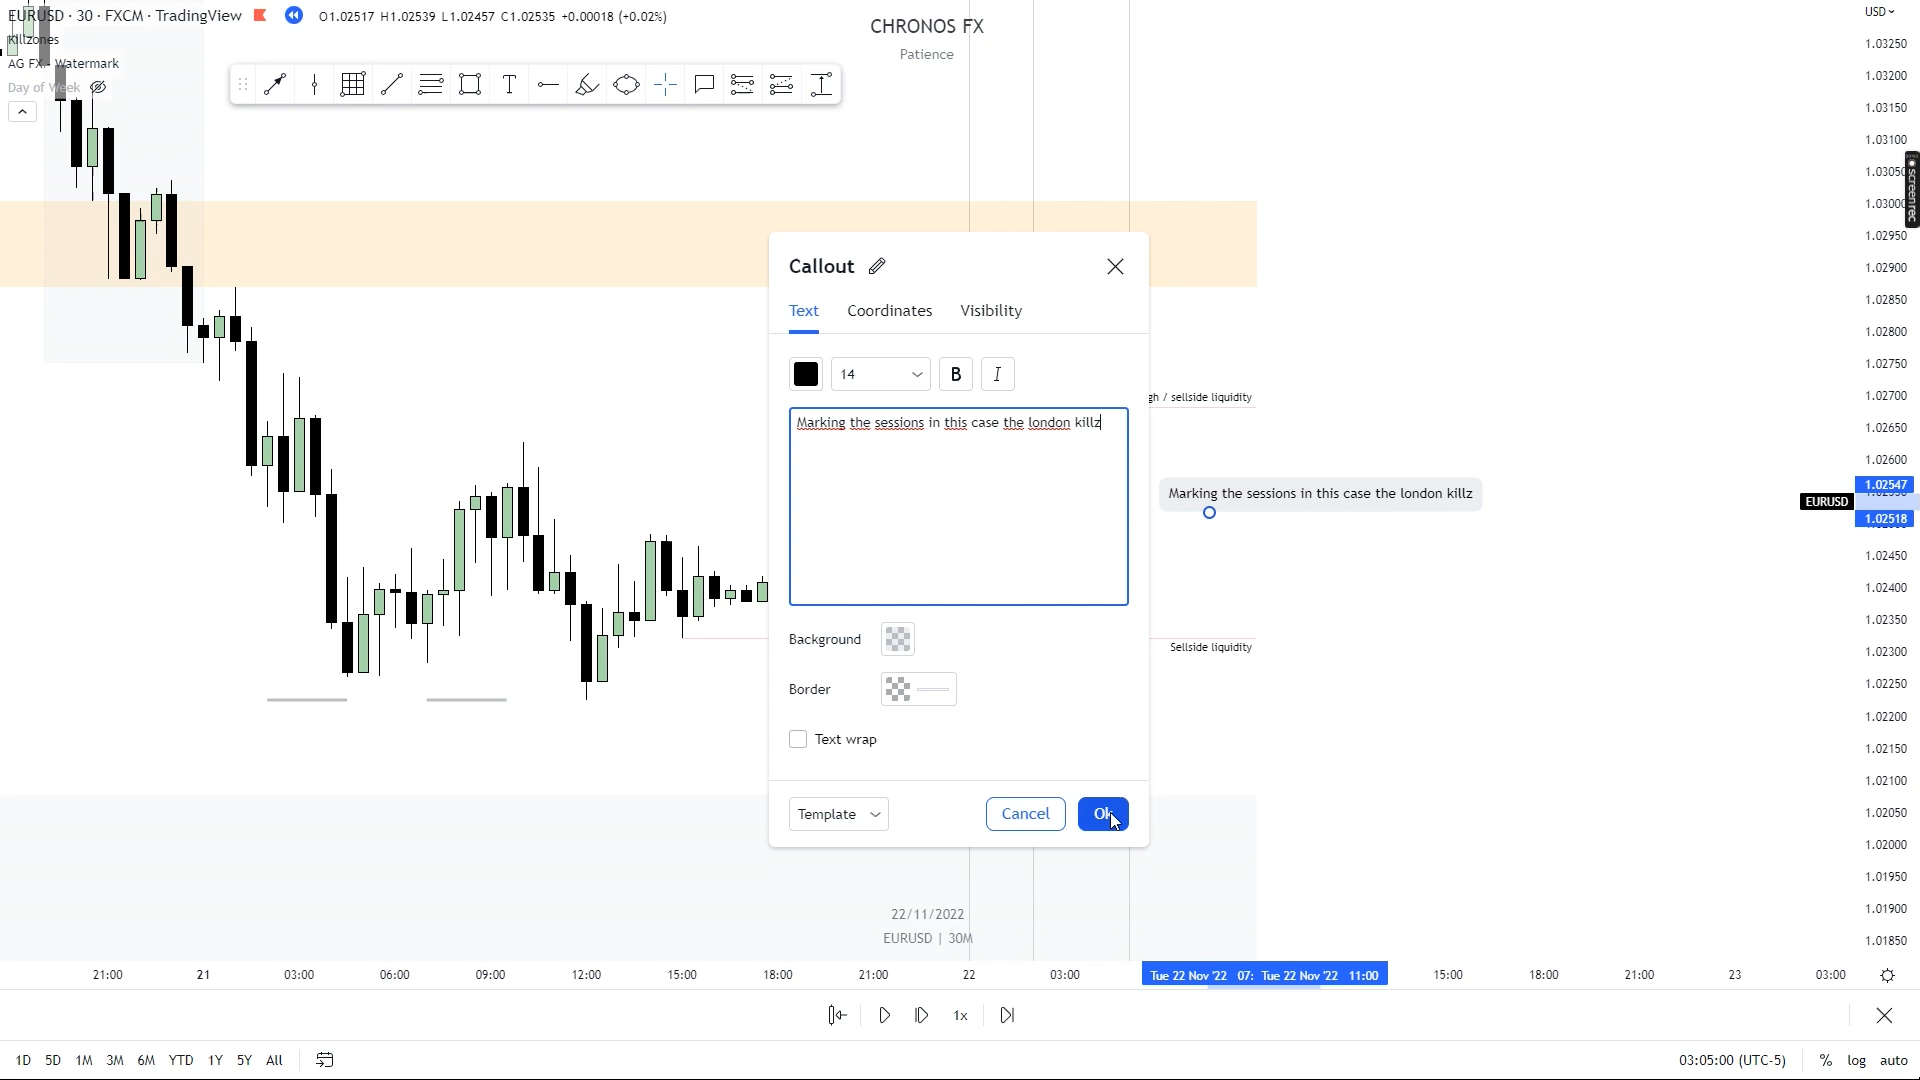 EURUSD · 30 · FXCM · TradingView O1.02517 H1.02539 L1.02457 C1.02535 +0.00018 (+0.02%)
Killzones
AG FX - Watermark
Day of Week
CHRONOS FX
Patience
USD
1.03250
1.03200
1.03150
1.03100
1.03050
1.03000
1.02950
1.02900
1.02850
1.02800
1.02750
1.02700
1.02650
1.02600
1.02547
EURUSD
1.02518
1.02450
1.02400
1.02350
1.02300
1.02250
1.02200
1.02150
1.02100
1.02050
1.02000
1.01950
1.01900
1.01850
screenrec
Callout
Text Coordinates Visibility
14 B I
Marking the sessions in this case the london killz
Background
Border
Text wrap
Template Cancel Ok
gh / sellside liquidity
Marking the sessions in this case the london killz
Sellside liquidity
22/11/2022
EURUSD | 30M
21:00 21 03:00 06:00 09:00 12:00 15:00 18:00 21:00 22 03:00 Tue 22 Nov '22 07: Tue 22 Nov '22 11:00 15:00 18:00 21:00 23 03:00
1x
1D 5D 1M 3M 6M YTD 1Y 5Y All 03:05:00 (UTC-5) % log auto